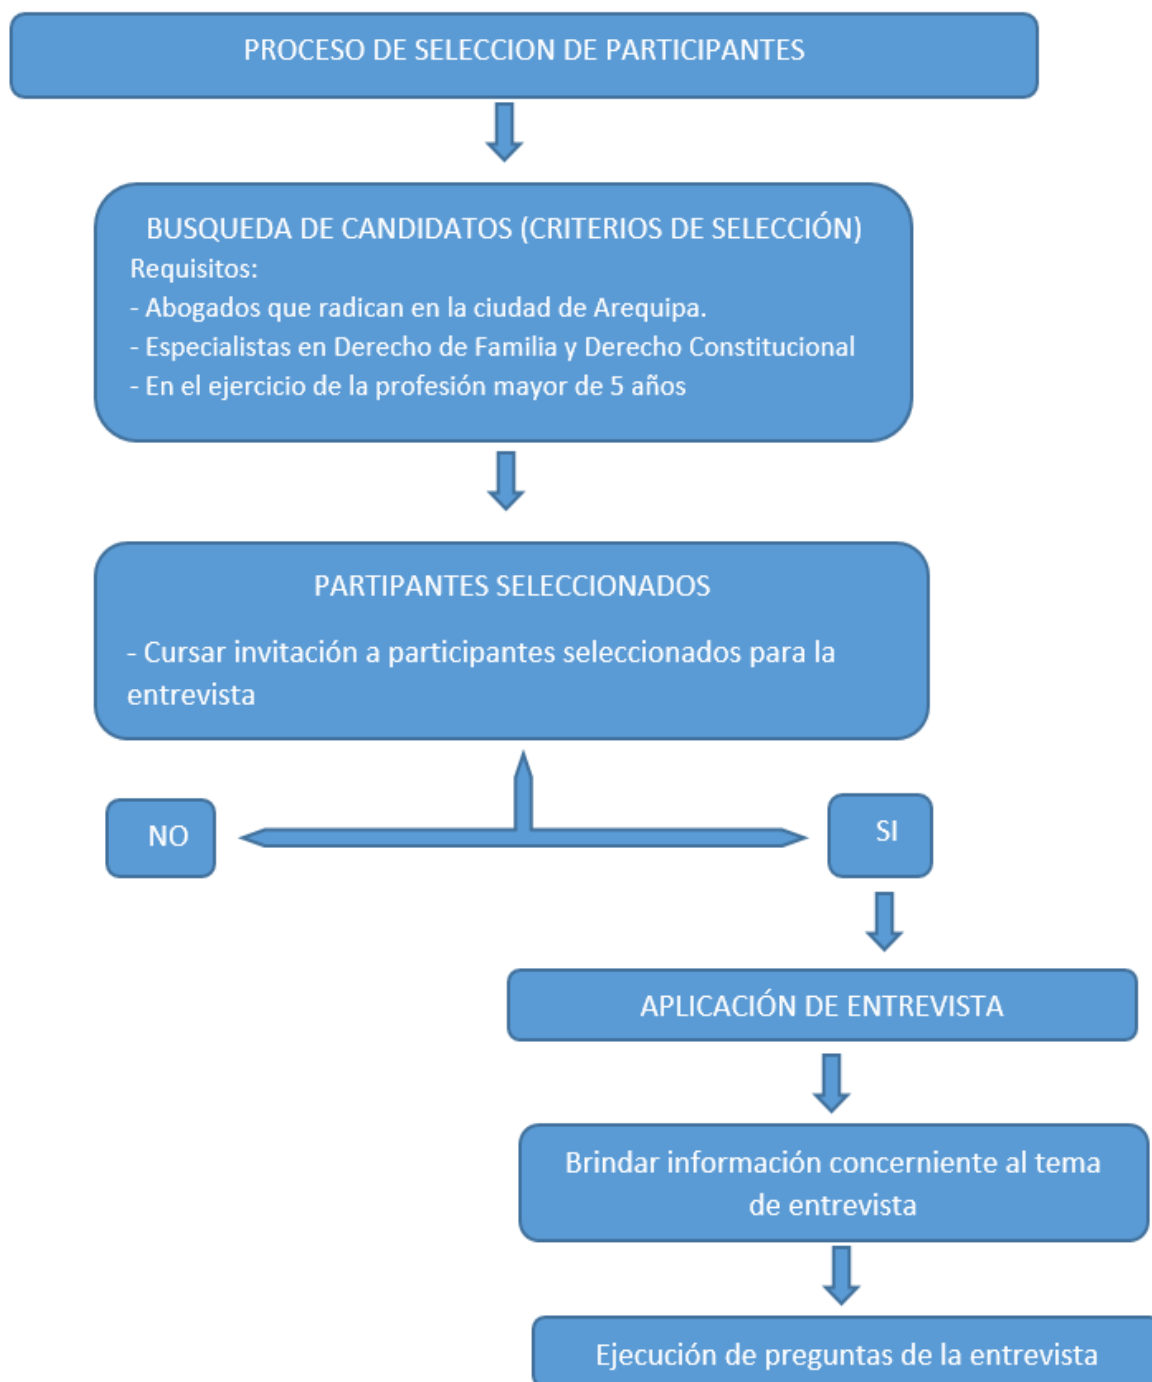 PROCESO DE SELECCION DE PARTICIPANTES
BUSQUEDA DE CANDIDATOS (CRITERIOS DE SELECCIÓN)
Requisitos:
- Abogados que radican en la ciudad de Arequipa.
- Especialistas en Derecho de Familia y Derecho Constitucional
- En el ejercicio de la profesión mayor de 5 años
PARTIPANTES SELECCIONADOS
- Cursar invitación a participantes seleccionados para la
entrevista
NO
SI
APLICACIÓN DE ENTREVISTA
Brindar información concerniente al tema
de entrevista
Ejecución de preguntas de la entrevista